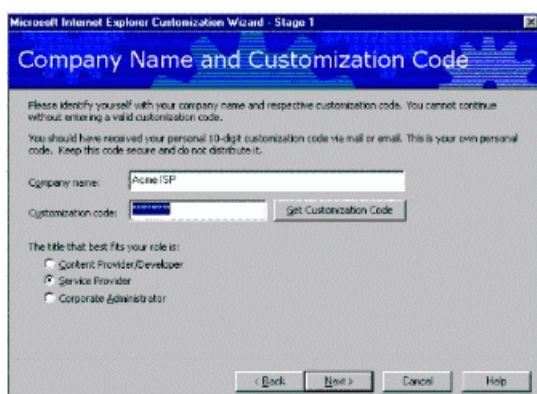 Microsoft Internet Explorer Customization Wizard - Stage 1
Company Name and Customization Code
Please identify yourself with your company name and respective customization code. You cannot continue
without entering a valid customization code.
You should have received your personal 10-digit customization code via mail or email. This is your own personal
code. Keep this code secure and do not distribute it.
Company name: Acme ISP
Customization code: ********** Get Customization Code
The title that best fits your role is:
Content Provider/Developer
Service Provider
Corporate Administrator
< Back Next > Cancel Help